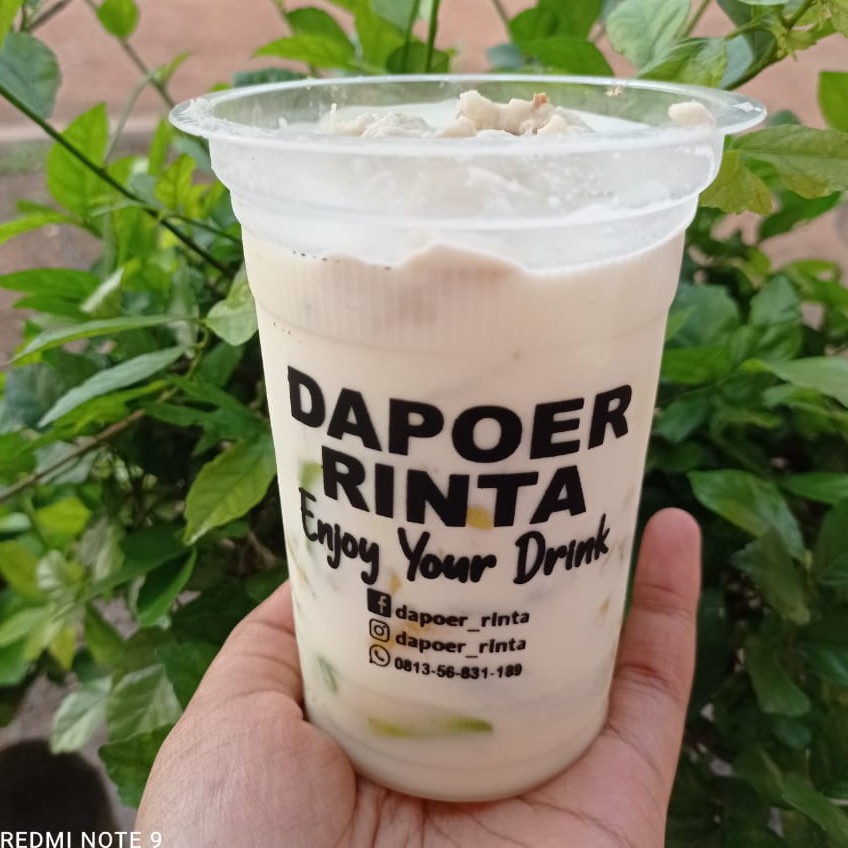 DAPOER
RINTA
Enjoy Your Drink
dapoer_rinta
dapoer_rinta
0813-56-831-189
REDMI NOTE 9